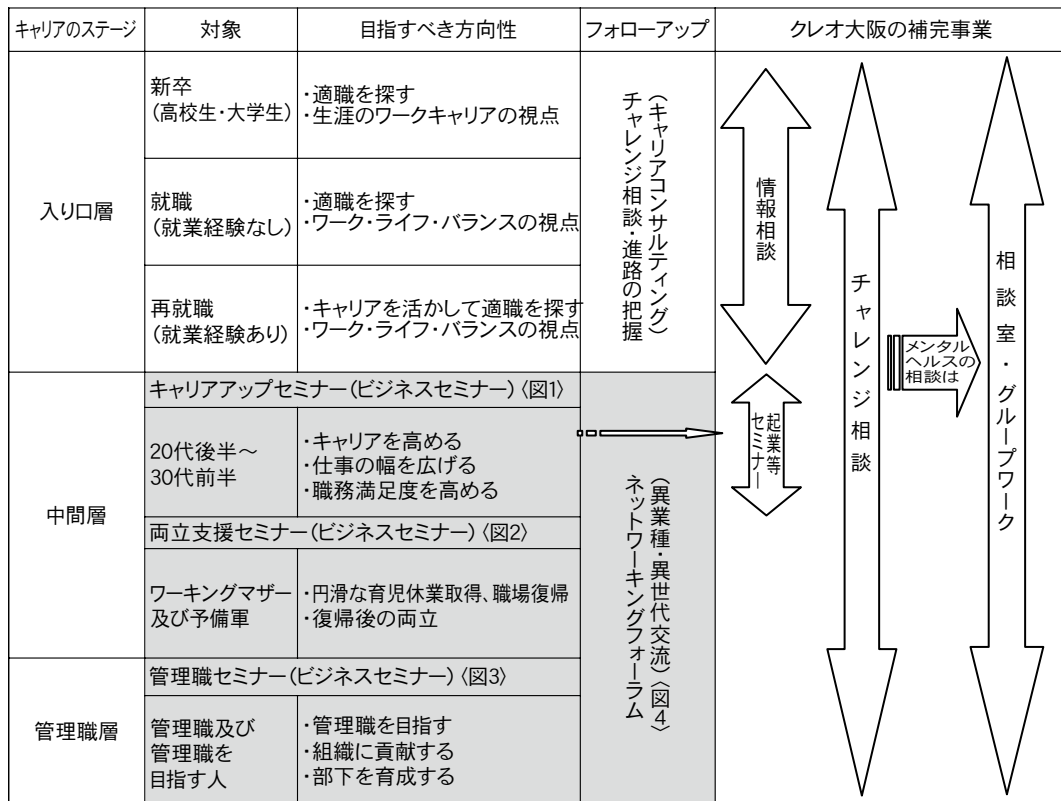 キャリアのステージ
対象
目指すべき方向性
フォローアップ
クレオ大阪の補完事業
入り口層
新卒
(高校生・大学生)
・適職を探す
・生涯のワークキャリアの視点
就職
(就業経験なし)
・適職を探す
・ワーク・ライフ・バランスの視点
再就職
(就業経験あり)
・キャリアを活かして適職を探す
・ワーク・ライフ・バランスの視点
(キャリアコンサルティング)
チャレンジ相談・進路の把握
中間層
キャリアアップセミナー(ビジネスセミナー)〈図1〉
20代後半～
30代前半
・キャリアを高める
・仕事の幅を広げる
・職務満足度を高める
両立支援セミナー(ビジネスセミナー)〈図2〉
ワーキングマザー
及び予備軍
・円滑な育児休業取得、職場復帰
・復帰後の両立
管理職層
管理職セミナー(ビジネスセミナー)〈図3〉
管理職及び
管理職を
目指す人
・管理職を目指す
・組織に貢献する
・部下を育成する
(異業種・異世代交流)〈図4〉
ネットワーキングフォーラム
情報相談
起業等
セミナー
チャレンジ相談
メンタル
ヘルスの
相談は
相談室・グループワーク